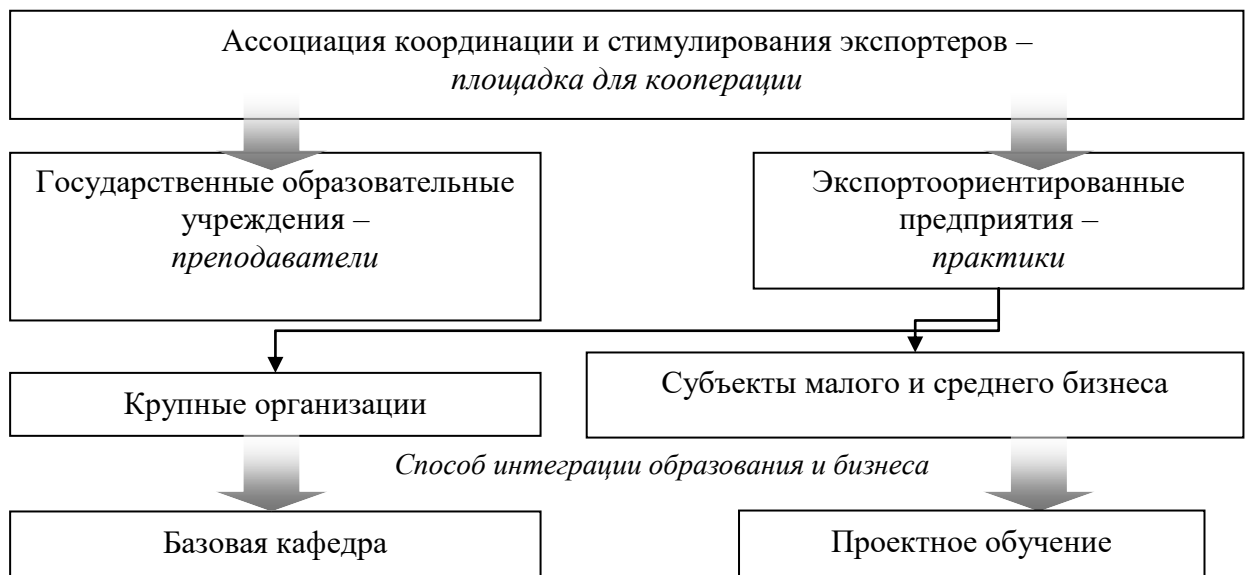 Ассоциация координации и стимулирования экспортеров –
площадка для кооперации
Государственные образовательные
учреждения –
преподаватели
Экспортоориентированные
предприятия –
практики
Крупные организации
Субъекты малого и среднего бизнеса
Способ интеграции образования и бизнеса
Базовая кафедра
Проектное обучение